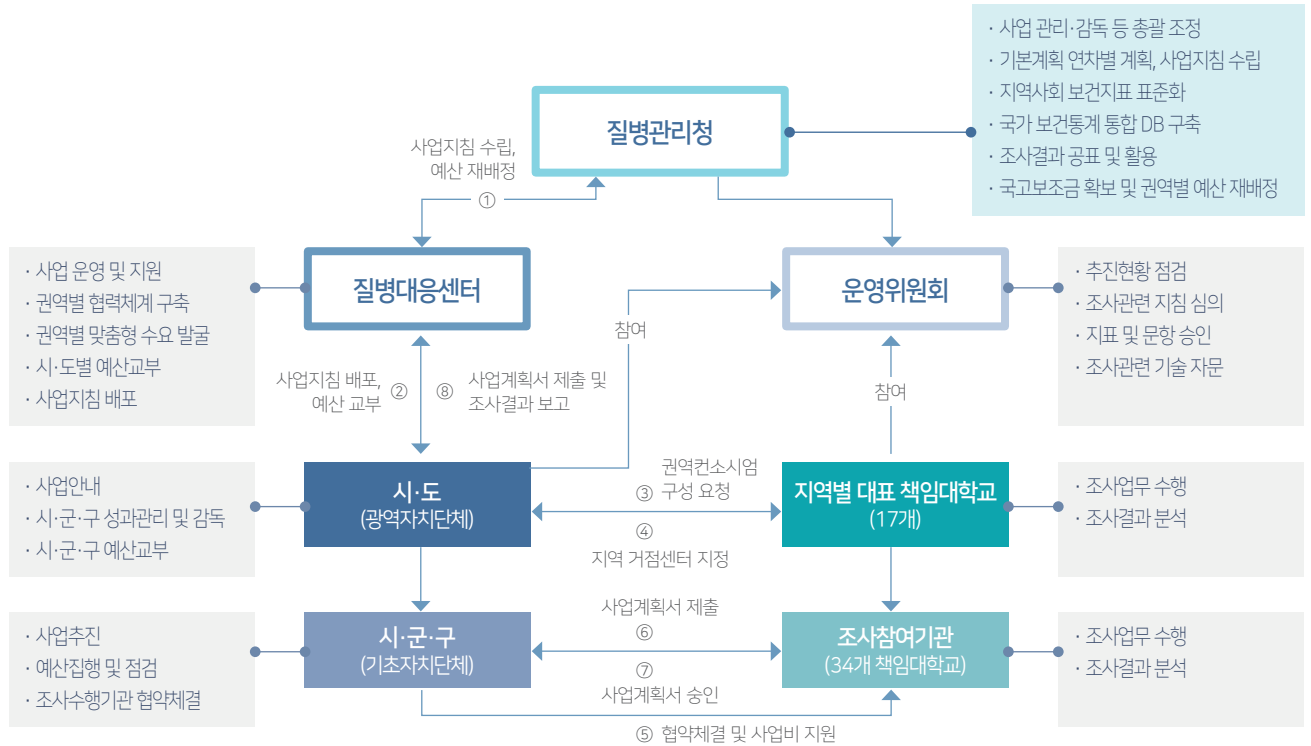 · 사업 관리·감독 등 총괄 조정
· 기본계획 연차별 계획, 사업지침 수립
· 지역사회 보건지표 표준화
· 국가 보건통계 통합 DB 구축
· 조사결과 공표 및 활용
· 국고보조금 확보 및 권역별 예산 재배정
질병관리청
사업지침 수립,
예산 재배정
①
· 사업 운영 및 지원
· 권역별 협력체계 구축
· 권역별 맞춤형 수요 발굴
· 시·도별 예산교부
· 사업지침 배포
질병대응센터
운영위원회
· 추진현황 점검
· 조사관련 지침 심의
· 지표 및 문항 승인
· 조사관련 기술 자문
참여
사업지침 배포,
예산 교부
②
⑧
사업계획서 제출 및
조사결과 보고
참여
· 사업안내
· 시·군·구 성과관리 및 감독
· 시·군·구 예산교부
시·도
(광역자치단체)
권역컨소시엄
③ 구성 요청
④
지역 거점센터 지정
지역별 대표 책임대학교
(17개)
· 조사업무 수행
· 조사결과 분석
· 사업추진
· 예산집행 및 점검
· 조사수행기관 협약체결
시·군·구
(기초자치단체)
사업계획서 제출
⑥
⑦
사업계획서 승인
조사참여기관
(34개 책임대학교)
· 조사업무 수행
· 조사결과 분석
⑤ 협약체결 및 사업비 지원